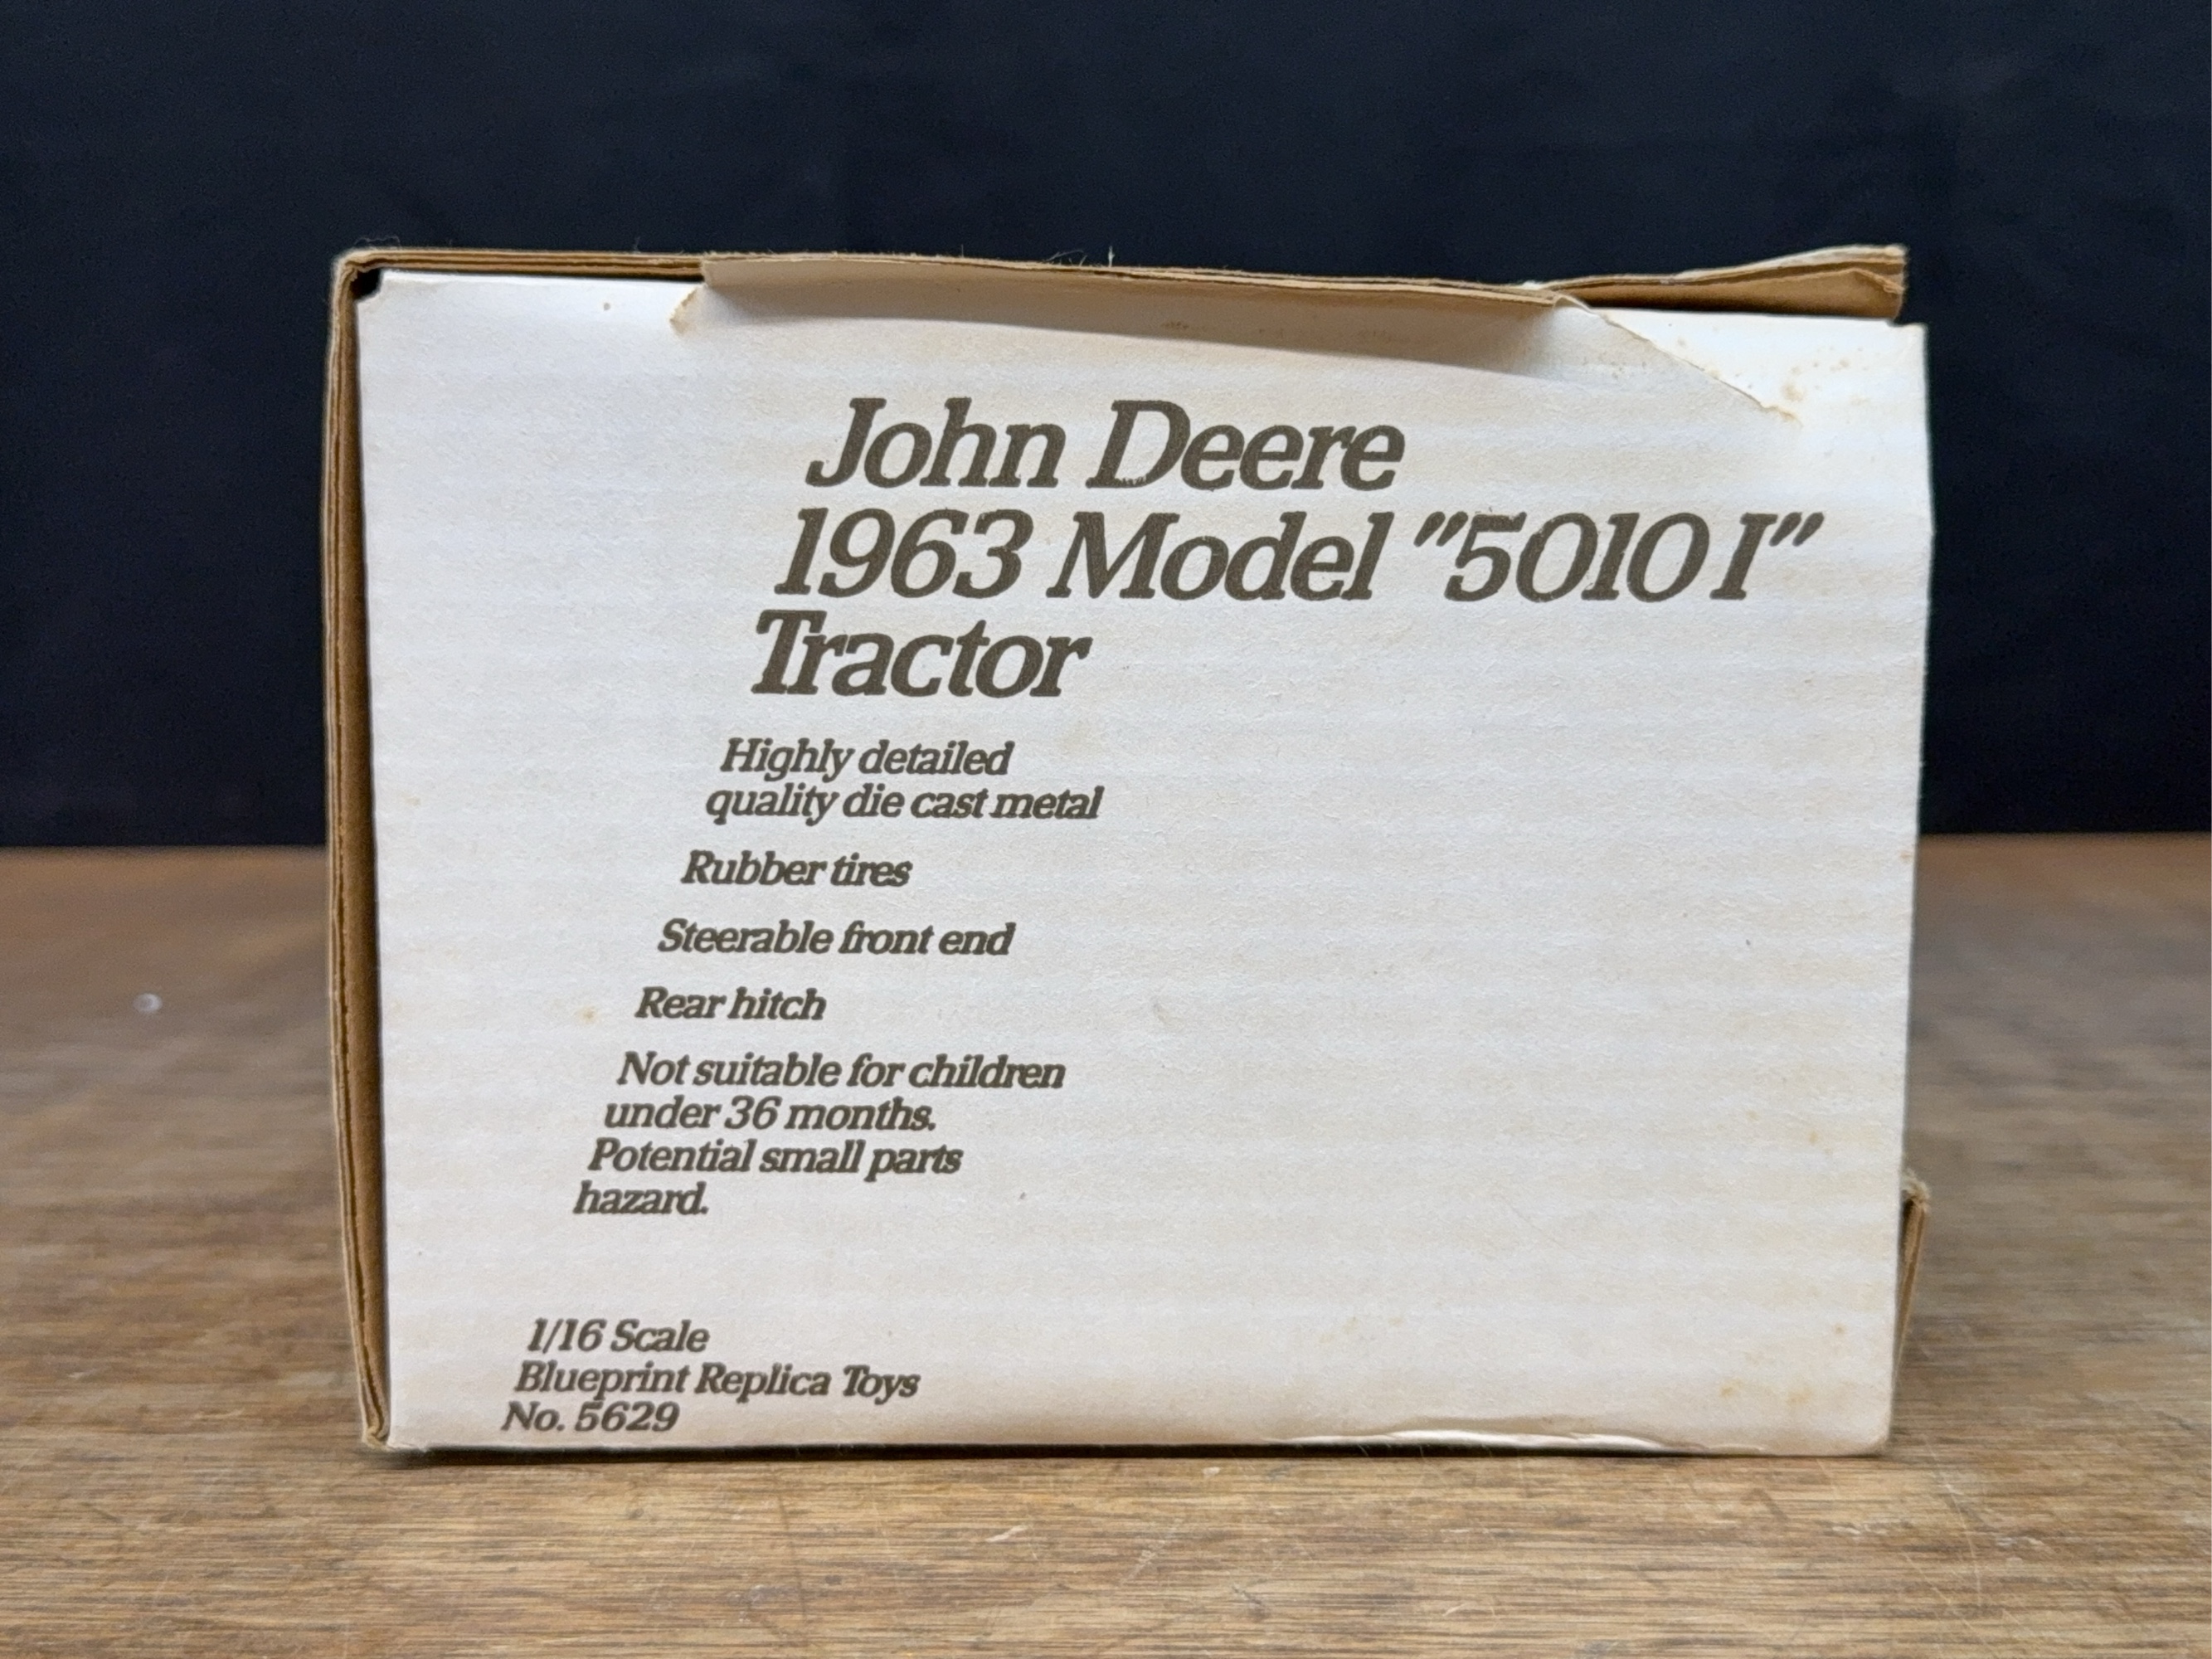 John Deere
1963 Model "5010 I"
Tractor
Highly detailed
quality die cast metal
Rubber tires
Steerable front end
Rear hitch
Not suitable for children
under 36 months.
Potential small parts
hazard.
1/16 Scale
Blueprint Replica Toys
No. 5629